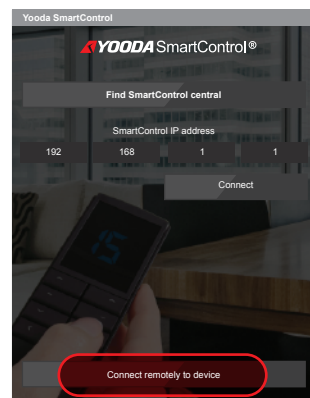 Yooda SmartControl
YOODA SmartControl®
Find SmartControl central
SmartControl IP address
192 168 1 1
Connect
15
Connect remotely to device